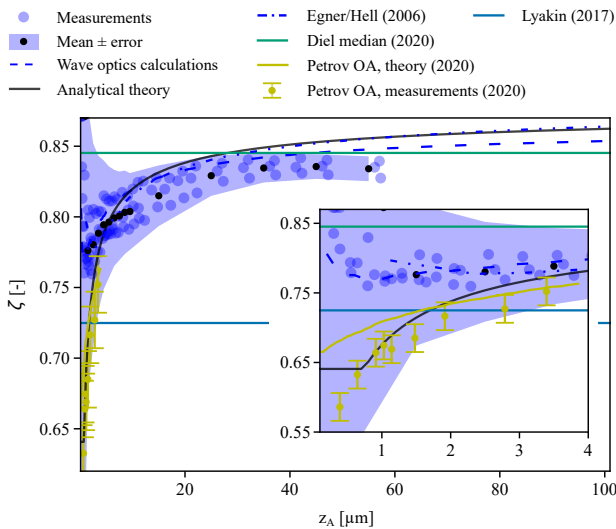 Measurements
Mean ± error
Wave optics calculations
Analytical theory
Egner/Hell (2006)
Diel median (2020)
Petrov OA, theory (2020)
Petrov OA, measurements (2020)
Lyakin (2017)
ζ [-]
0.85
0.80
0.75
0.70
0.65
0.87
0.75
0.65
0.55
1
2
3
4
20
40
60
80
100
z_A [μm]